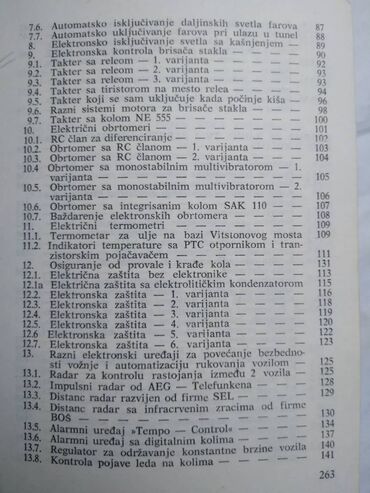 7.6. Automatsko isključivanje daljinskih svetla farova 87
7.7. Automatsko uključivanje farova pri ulazu u tunel 88
8. Elektronsko isključivanje svetla sa kašnjenjem — 89
9. Elektronska kontrola brisača stakla — — — — 90
9.1. Takter sa releom — 1. varijanta — — — — 92
9.2. Takter sa releom — 2. varijanta — — — — 93
9.3. Takter sa releom — 3. varijanta — — — — 94
9.4. Takter sa tiristorom na mesto relea — — — 94
9.5. Takter koji se sam uključuje kada počinje kiša — 96
9.6. Razni sistemi motora za brisače stakla — — — 98
9.7. Takter sa kolom NE 555 — — — — — — 100
10. Električni obrtomeri — — — — — — — 101
10.1. RC član za diferenciranje — — — — — — 102
10.2. Obrtomer sa RC članom — 1. varijanta — — — 103
10.3. Obrtomer sa RC članom — 2. varijanta — — — 104
10.4 Obrtomer sa monostabilnim multivibratorom — 1.
varijanta — — — — — — — — — — 105
10.5. Obrtomer sa monostabilnim multivibratorom — 2.
varijanta — — — — — — — — — — 106
10.6. Obrtomer sa integrisanim kolom SAK 110 — — 107
10.7. Baždarenje elektronskih obrtomera — — — — 108
11. Električni termometri — — — — — — — 109
11.1. Termometar za ulje na bazi Vitstonovog mosta 109
11.2. Indikatori temperature sa PTC otpornikom i tran-
zistorskim pojačavačem — — — — — — 111
12. Osiguranje od provale i krađe kola — — — — 111
12.1. Električna zaštita bez elektronike — — — — 113
12.1a Električna zaštita sa elektrolitičkim kondenzatorom 115
12.2. Elektronska zaštita — 1. varijanta — — — — 116
12.3. Elektronska zaštita — 2. varijanta — — — — 118
12.4. Elektronska zaštita — 3. varijanta — — — — 119
12.5. Elektronska zaštita — 4. varijanta — — — — 120
12.6 Elektronska zaštita — 5. varijanta — — — — 122
12.7. Elektronska zaštita — 6. varijanta — — — — 123
13. Razni elektronski uređaji za povećanje bezbedno-
sti vožnje i automatizaciju rukovanja vozilom — — 125
13.1. Radar za kontrolu rastojanja između 2 vozila — 125
13.2. Impulsni radar od AEG — Telefunkena — — — 128
13.3. Distanc radar razvijen od firme SEL — — — — 129
13.4. Distanc radar sa infracrvenim zracima od firme
BOS — — — — — — — — — — — 130
13.5. Alarmni uređaj »Tempo — Control« — — — — 134
13.6. Alarmni uređaj sa digitalnim kolima — — — — 137
13.7. Regulator za održavanje konstantne brzine vozila 140
13.8. Kontrola pojave leda na kolima — — — — — 141
263